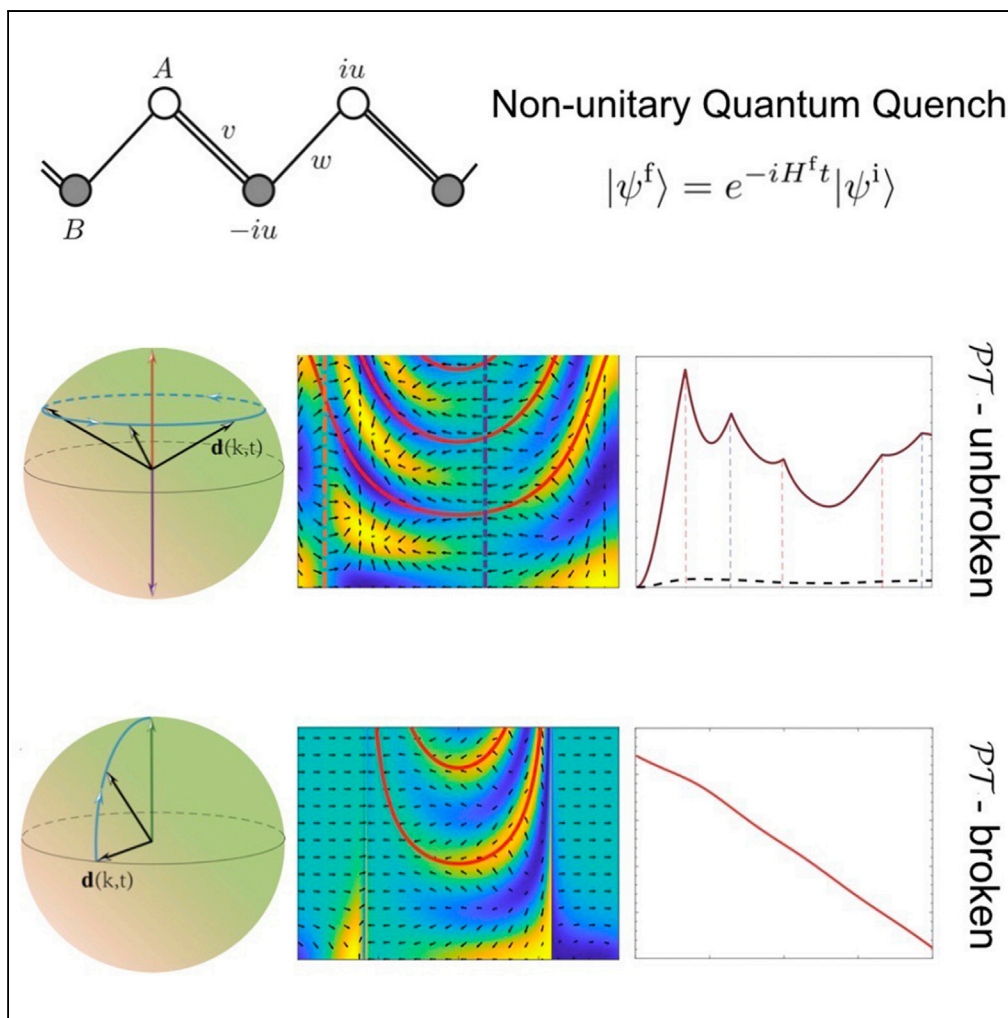 A
iu
Non-unitary Quantum Quench
v
w
|ψ^f⟩ = e^{-iH^f t}|ψ^i⟩
B
-iu
d(k,t)
𝒫𝒯 - unbroken
d(k,t)
𝒫𝒯 - broken